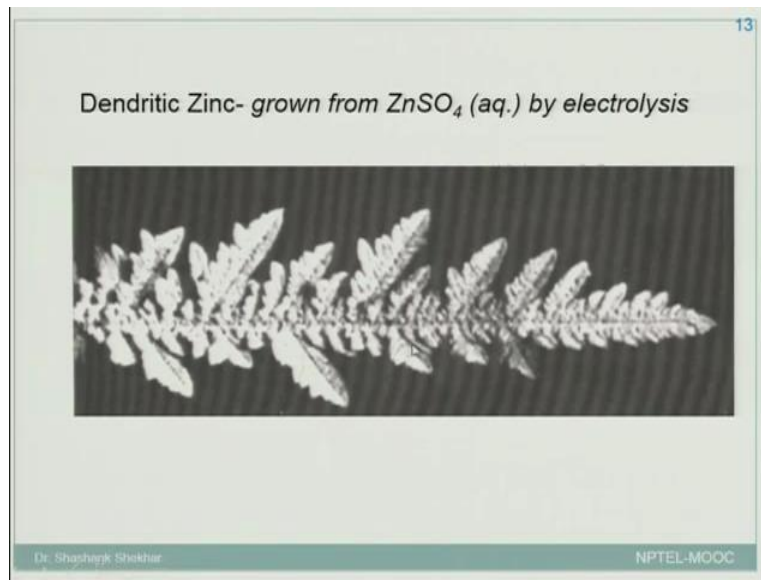 13
Dendritic Zinc- grown from ZnSO₄ (aq.) by electrolysis
Dr. Shashank Shekhar
NPTEL-MOOC